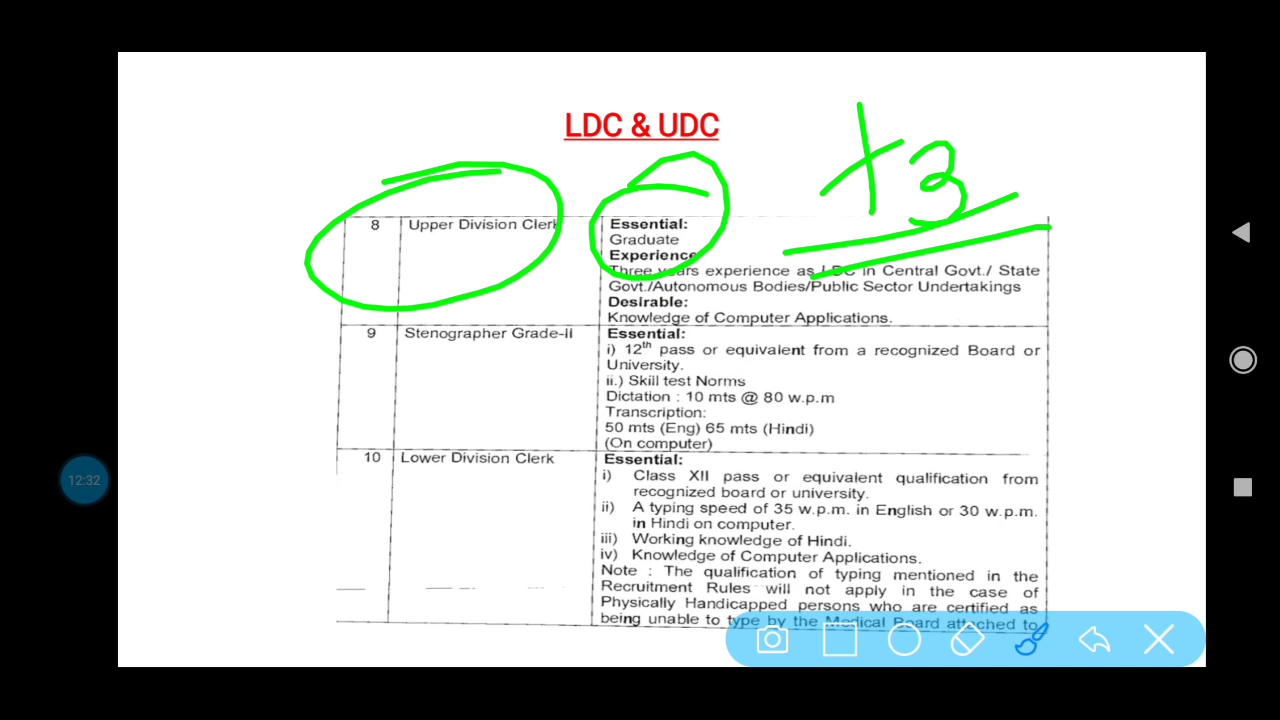 LDC & UDC
+3
8 Upper Division Clerk Essential:
Graduate
Experience
Three years experience as LDC in Central Govt./ State
Govt./Autonomous Bodies/Public Sector Undertakings
Desirable:
Knowledge of Computer Applications.
9 Stenographer Grade-II Essential:
i) 12th pass or equivalent from a recognized Board or
University.
ii.) Skill test Norms
Dictation : 10 mts @ 80 w.p.m
Transcription:
50 mts (Eng) 65 mts (Hindi)
(On computer)
10 Lower Division Clerk Essential:
i) Class XII pass or equivalent qualification from
recognized board or university.
ii) A typing speed of 35 w.p.m. in English or 30 w.p.m.
in Hindi on computer.
iii) Working knowledge of Hindi.
iv) Knowledge of Computer Applications.
Note : The qualification of typing mentioned in the
Recruitment Rules will not apply in the case of
Physically Handicapped persons who are certified as
being unable to type by the Medical Board attached to
12:32